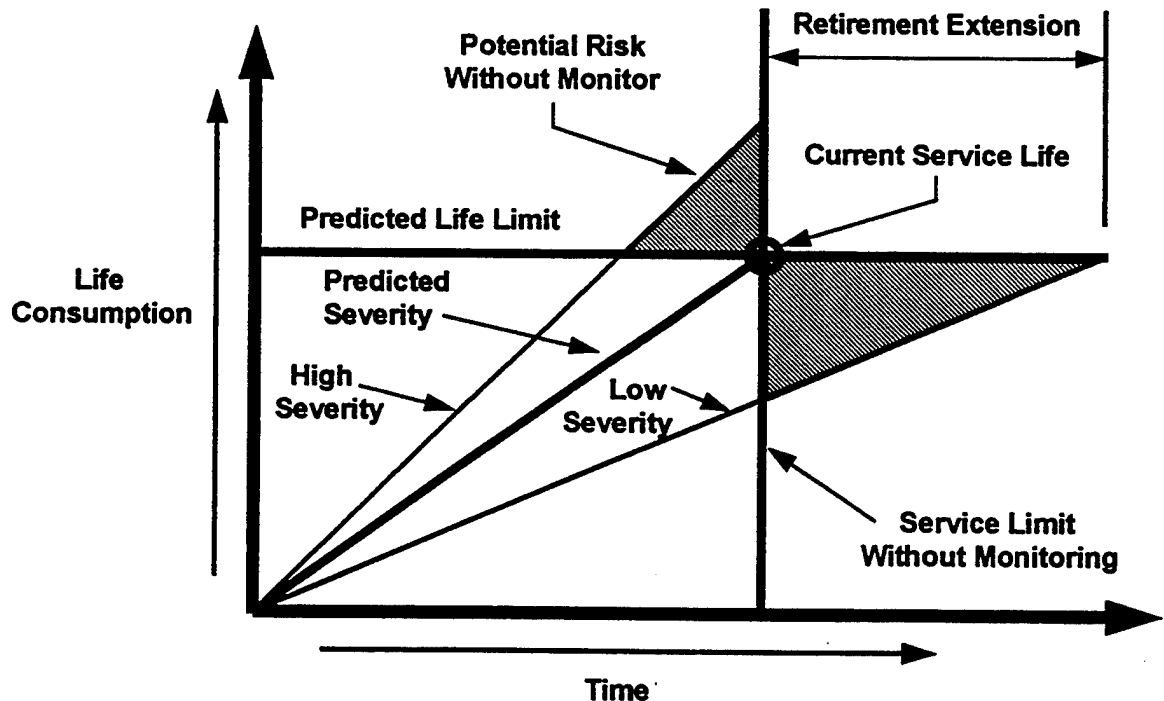 Potential Risk
Without Monitor
Retirement Extension
Current Service Life
Predicted Life Limit
Life
Consumption
Predicted
Severity
High
Severity
Low
Severity
Service Limit
Without Monitoring
Time